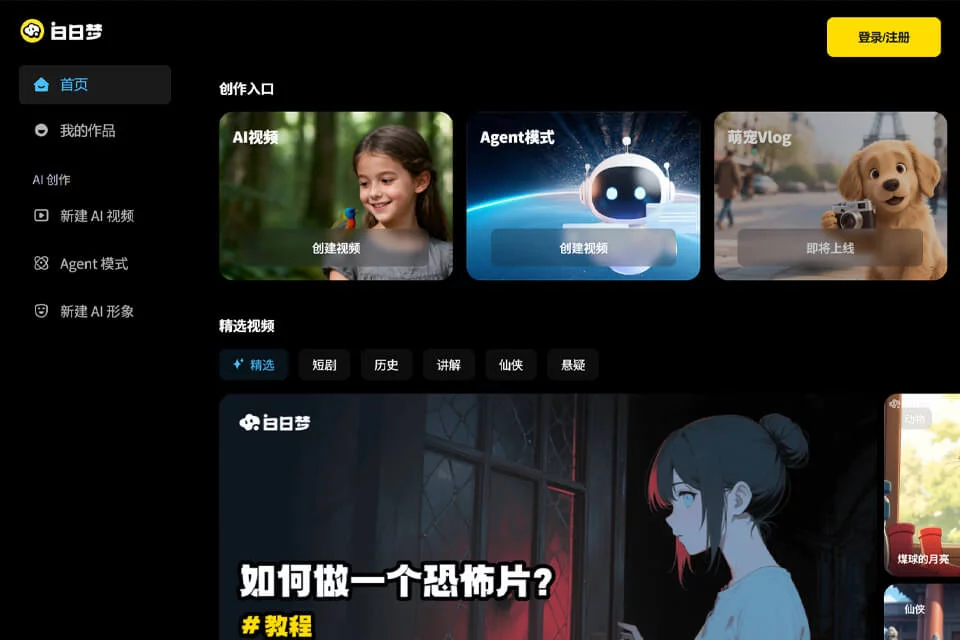 白日梦
登录/注册
首页
我的作品
AI 创作
新建 AI 视频
Agent 模式
新建 AI 形象
创作入口
AI视频
创建视频
Agent模式
创建视频
萌宠Vlog
即将上线
精选视频
精选
短剧
历史
讲解
仙侠
悬疑
白日梦
如何做一个恐怖片?
#教程
动物
煤球的月亮
仙侠